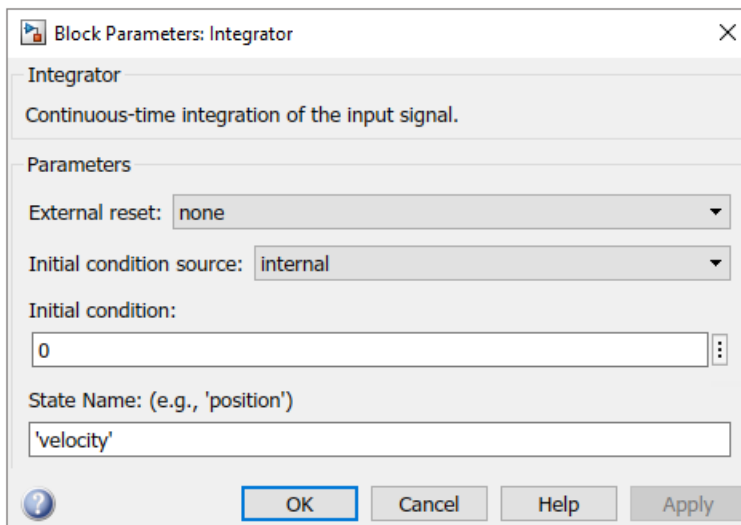 Block Parameters: Integrator
Integrator
Continuous-time integration of the input signal.
Parameters
External reset: none
Initial condition source: internal
Initial condition:
0
State Name: (e.g., 'position')
'velocity'
OK Cancel Help Apply